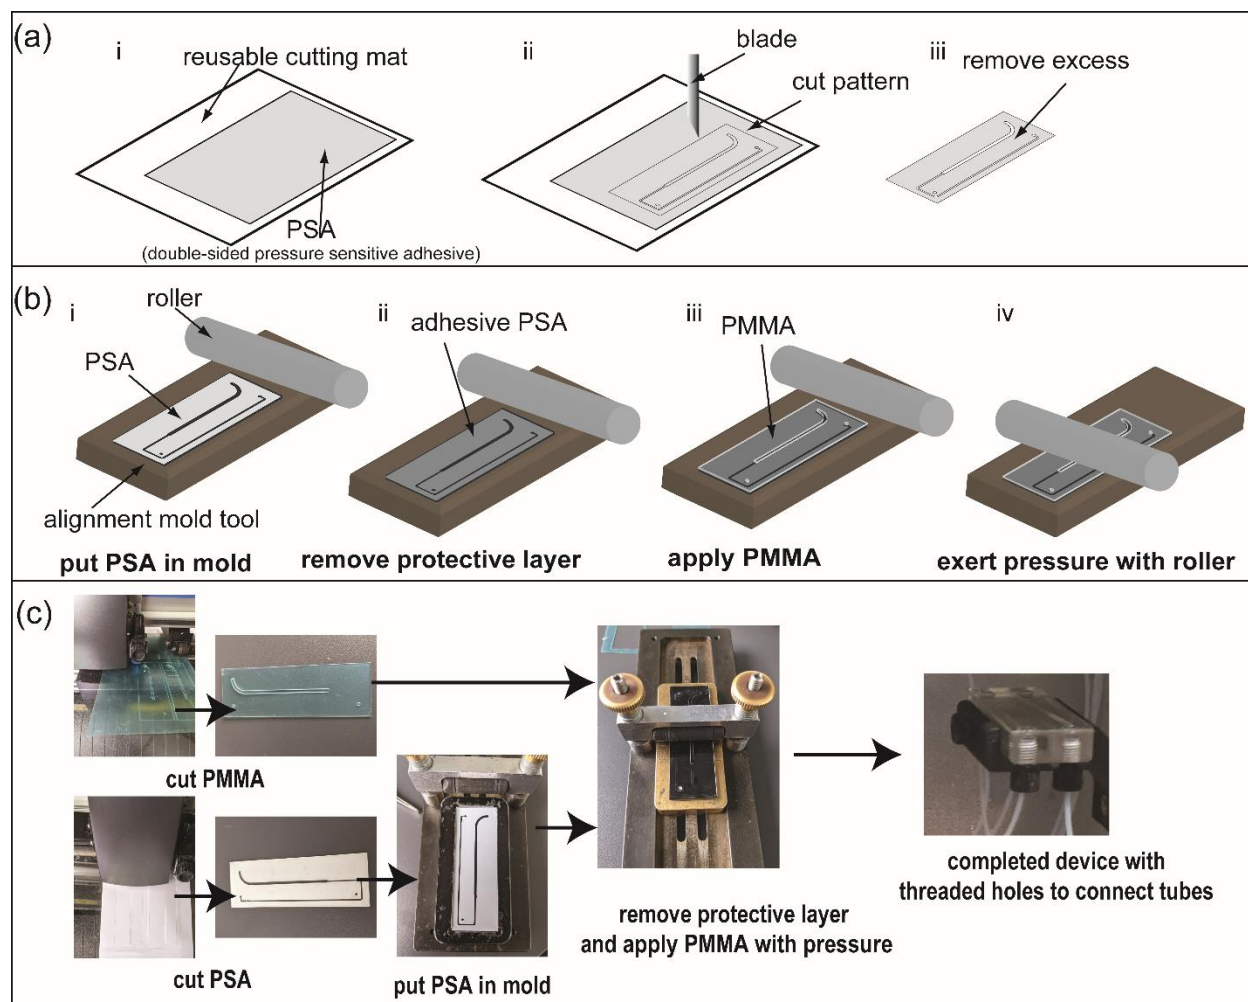 (a)
i
reusable cutting mat
PSA
(double-sided pressure sensitive adhesive)
ii
blade
cut pattern
iii
remove excess
(b)
i
roller
PSA
alignment mold tool
put PSA in mold
ii
adhesive PSA
remove protective layer
iii
PMMA
apply PMMA
iv
exert pressure with roller
(c)
cut PMMA
cut PSA
put PSA in mold
remove protective layer
and apply PMMA with pressure
completed device with
threaded holes to connect tubes